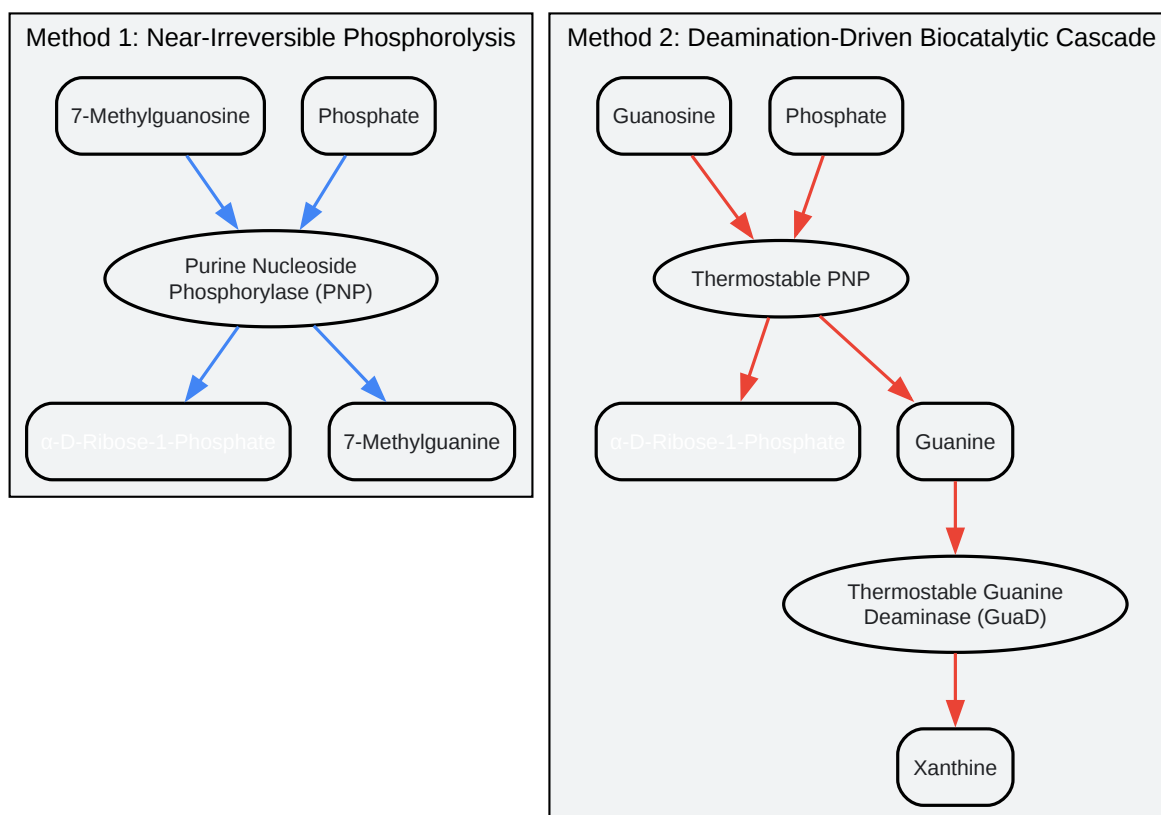 Method 1: Near-Irreversible Phosphorolysis
7-Methylguanosine
Phosphate
Purine Nucleoside
Phosphorylase (PNP)
α-D-Ribose-1-Phosphate
7-Methylguanine
Method 2: Deamination-Driven Biocatalytic Cascade
Guanosine
Phosphate
Thermostable PNP
α-D-Ribose-1-Phosphate
Guanine
Thermostable Guanine
Deaminase (GuaD)
Xanthine